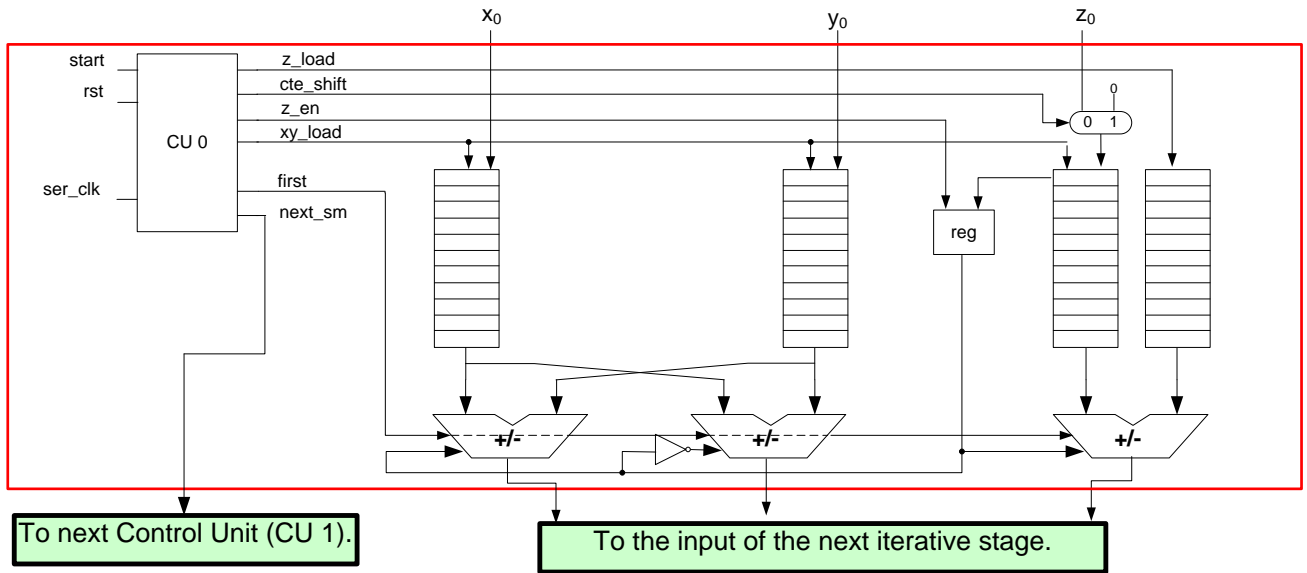 x0
y0
z0
start
rst
ser_clk
CU 0
z_load
cte_shift
z_en
xy_load
first
next_sm
0
0 1
reg
+/-
+/-
+/-
To next Control Unit (CU 1).
To the input of the next iterative stage.